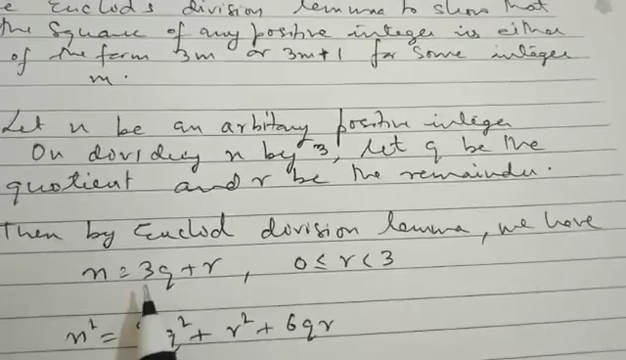 e Euclid's division lemma to show that
the square of any positive integer is either
of the form 3m or 3m+1 for some integer
m.
Let n be an arbitary positive integer
On dividing n by 3, let q be the
quotient and r be the remainder.
Then by Euclid division lemma, we have
n = 3q + r , 0 ≤ r < 3
n² = q² + r² + 6qr